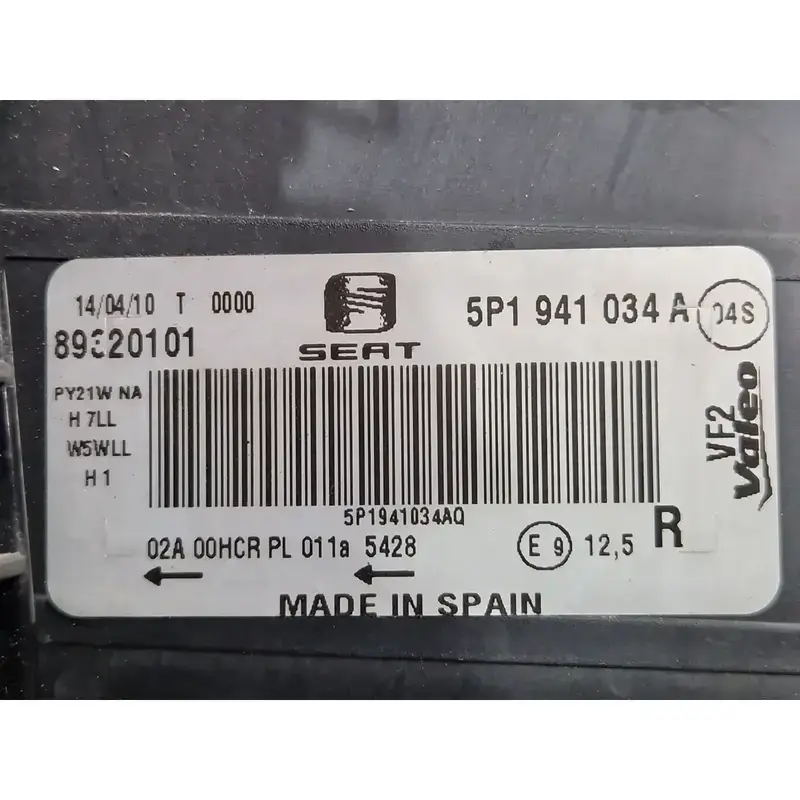 14/04/10 T 0000
SEAT
5P1 941 034 A
04S
PY21W NA
H 7LL
W5WLL
H 1
VF2
Valeo
5P1941034AQ
02A 00HCR PL 011a 5428
E 9 12,5
R
MADE IN SPAIN